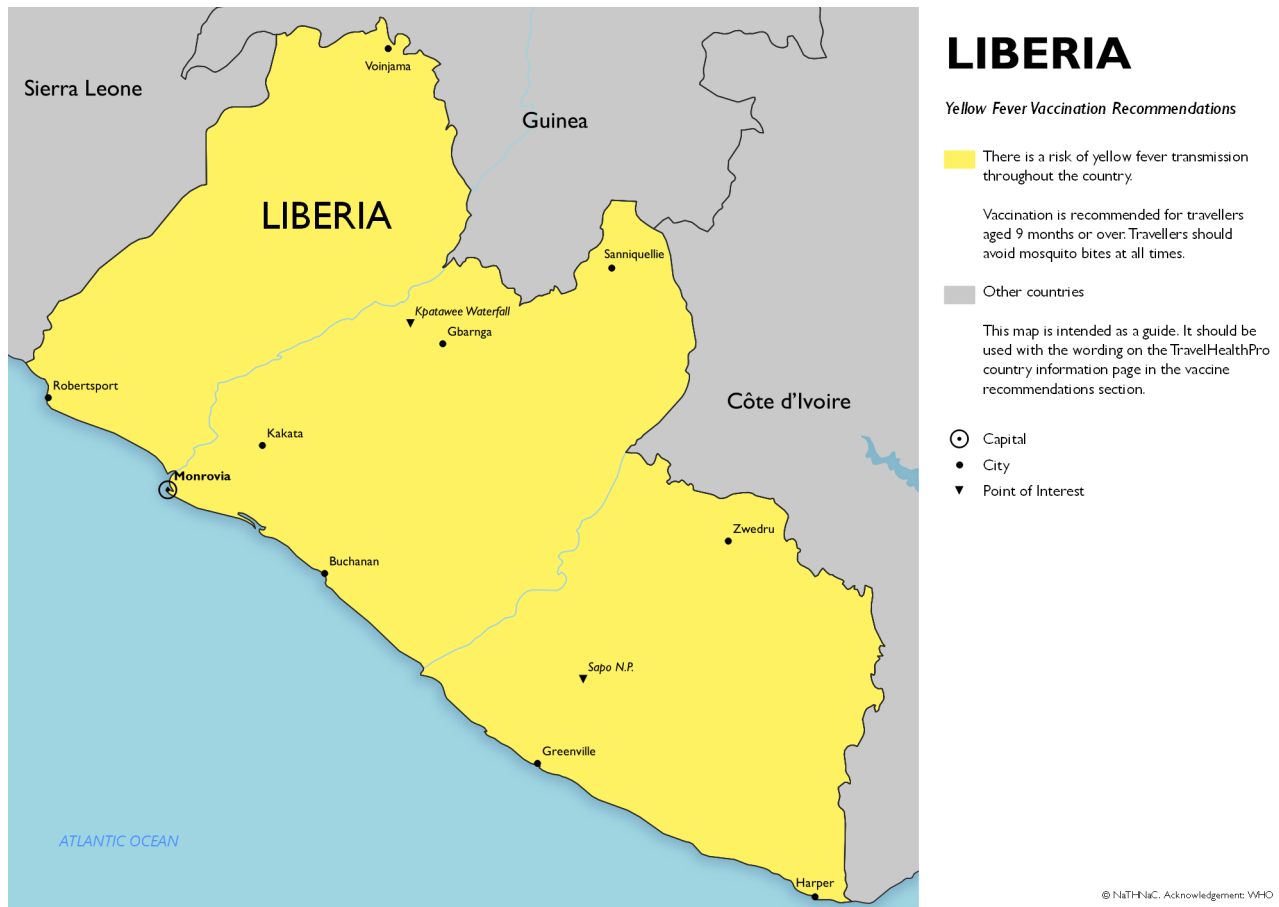 LIBERIA
Yellow Fever Vaccination Recommendations
There is a risk of yellow fever transmission
throughout the country.
Vaccination is recommended for travellers
aged 9 months or over. Travellers should
avoid mosquito bites at all times.
Other countries
This map is intended as a guide. It should be
used with the wording on the TravelHealthPro
country information page in the vaccine
recommendations section.
Capital
City
Point of Interest
Voinjama
Sierra Leone
Guinea
LIBERIA
Sanniquellie
Kpatawee Waterfall
Gbarnga
Robertsport
Côte d'Ivoire
Kakata
Monrovia
Zwedru
Buchanan
Sapo N.P.
Greenville
ATLANTIC OCEAN
Harper
© NaTHNaC. Acknowledgement: WHO